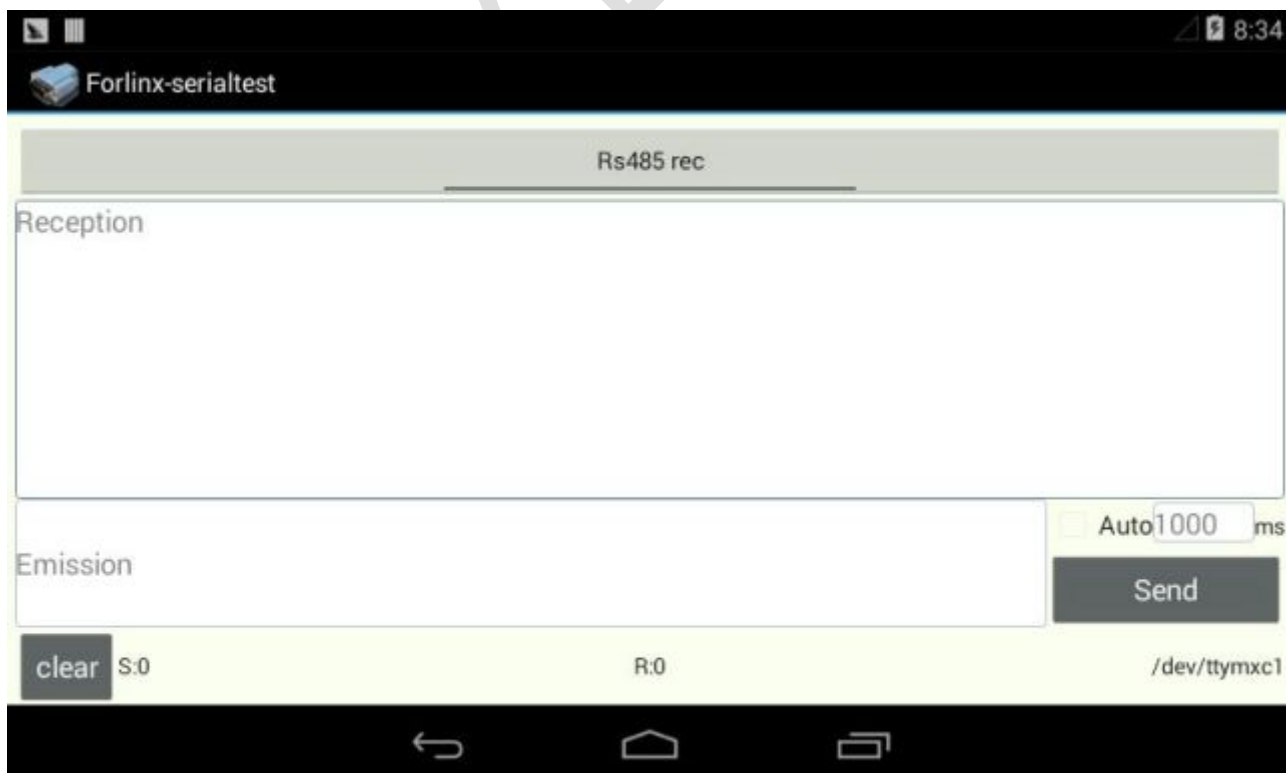 8:34
Forlinx-serialtest
Rs485 rec
Reception
Auto 1000 ms
Emission
Send
clear S:0 R:0 /dev/ttymxc1